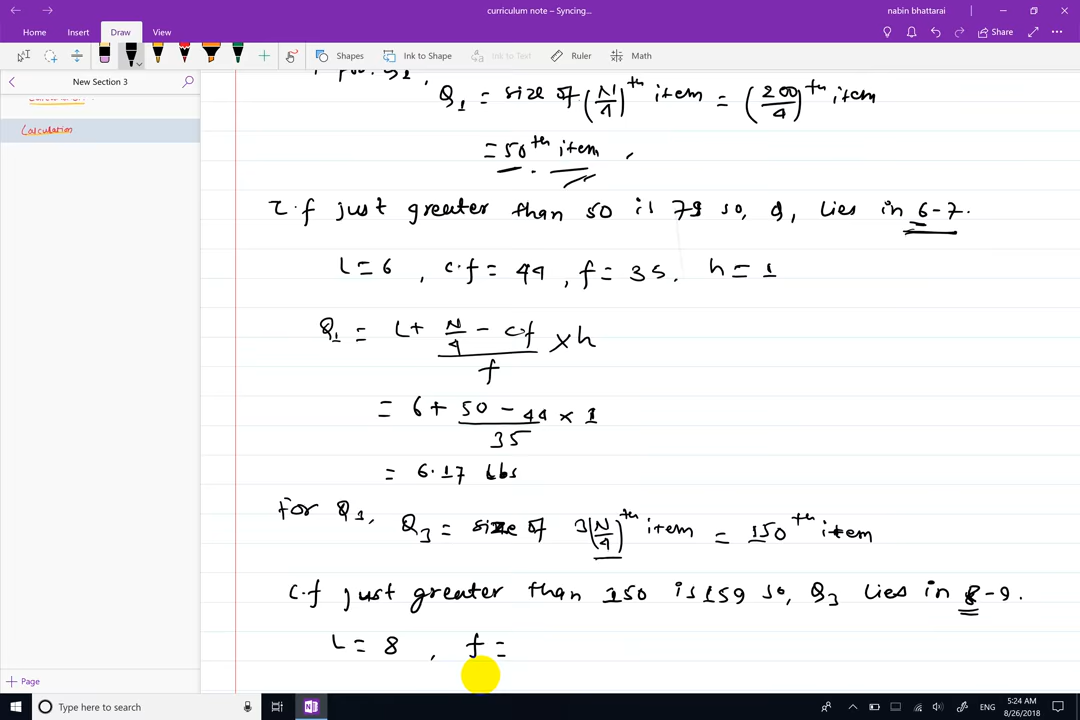 curriculum note – Syncing...
nabin bhattarai
Home Insert Draw View
Share
Shapes Ink to Shape Ink to Text Ruler Math
New Section 3
Calculation
Q1 = size of (N/4)th item = (200/4)th item
= 50th item,
C.f just greater than 50 is 79 so, Q, lies in 6-7.
L = 6, c.f = 44, f = 35. h = 1
Q1 = L + (N/4 - cf)/f × h
= 6 + (50 - 44)/35 × 1
= 6.17 Lbs
For Q3, Q3 = size of 3(N/4)th item = 150th item
C.f just greater than 150 is 159 so, Q3 lies in 8-9.
L = 8, f =
+ Page
Type here to search
ENG
5:24 AM
8/26/2018